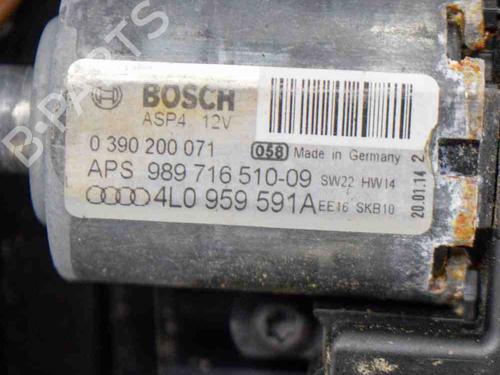 BOSCH
ASP4 12V
0 390 200 071
058 Made in Germany
APS 989 716 510-09 SW22 HW14
4L0 959 591A EE16 SKB10
20.01.14 2
B-PARTS